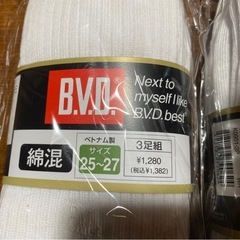 B.V.D.
Next to
myself I like
B.V.D. best
綿混
ベトナム製
サイズ
25~27
3足組
¥1,280
(税込¥1,382)